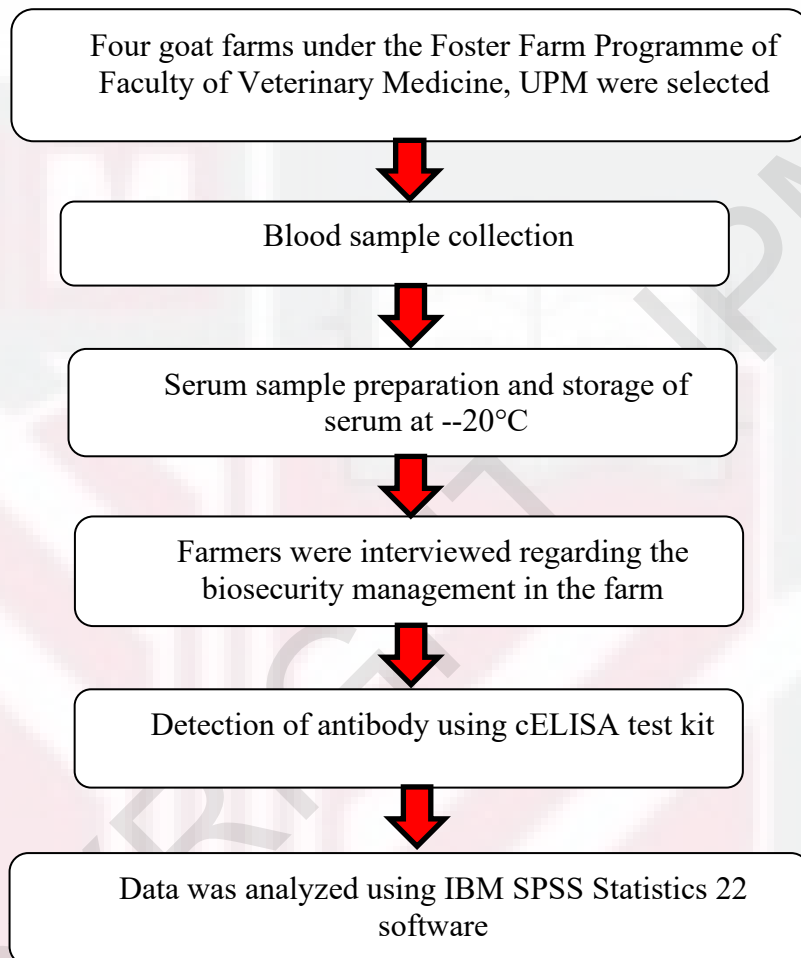 Four goat farms under the Foster Farm Programme of
Faculty of Veterinary Medicine, UPM were selected
Blood sample collection
Serum sample preparation and storage of
serum at --20°C
Farmers were interviewed regarding the
biosecurity management in the farm
Detection of antibody using cELISA test kit
Data was analyzed using IBM SPSS Statistics 22
software